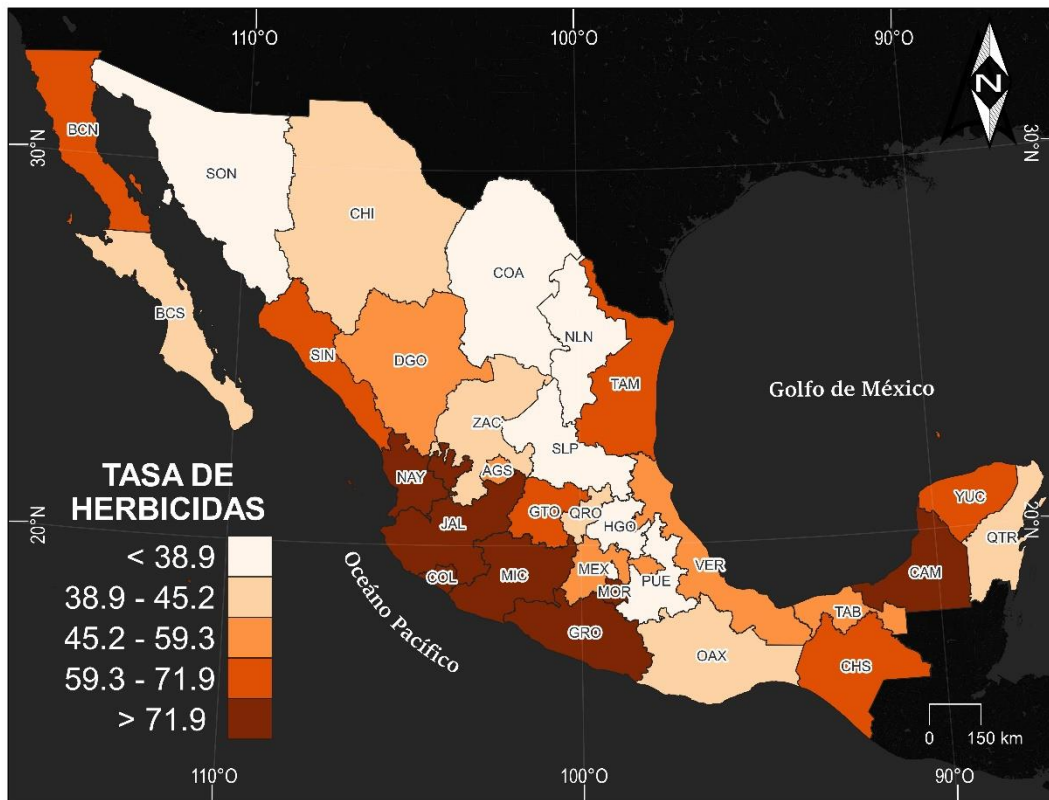 110°O
100°O
90°O
30°N
30°N
N
BCN
SON
CHI
COA
BCS
NLN
SIN
DGO
TAM
Golfo de México
ZAC
SLP
NAY
AGS
TASA DE
HERBICIDAS
< 38.9
38.9 - 45.2
45.2 - 59.3
59.3 - 71.9
> 71.9
20°N
20°N
YUC
QTR
CAM
JAL
GTO
QRO
HGO
COL
MIC
MEX
MOR
PUE
VER
TAB
GRO
OAX
CHS
Oceáno Pacífico
0 150 km
110°O
100°O
90°O